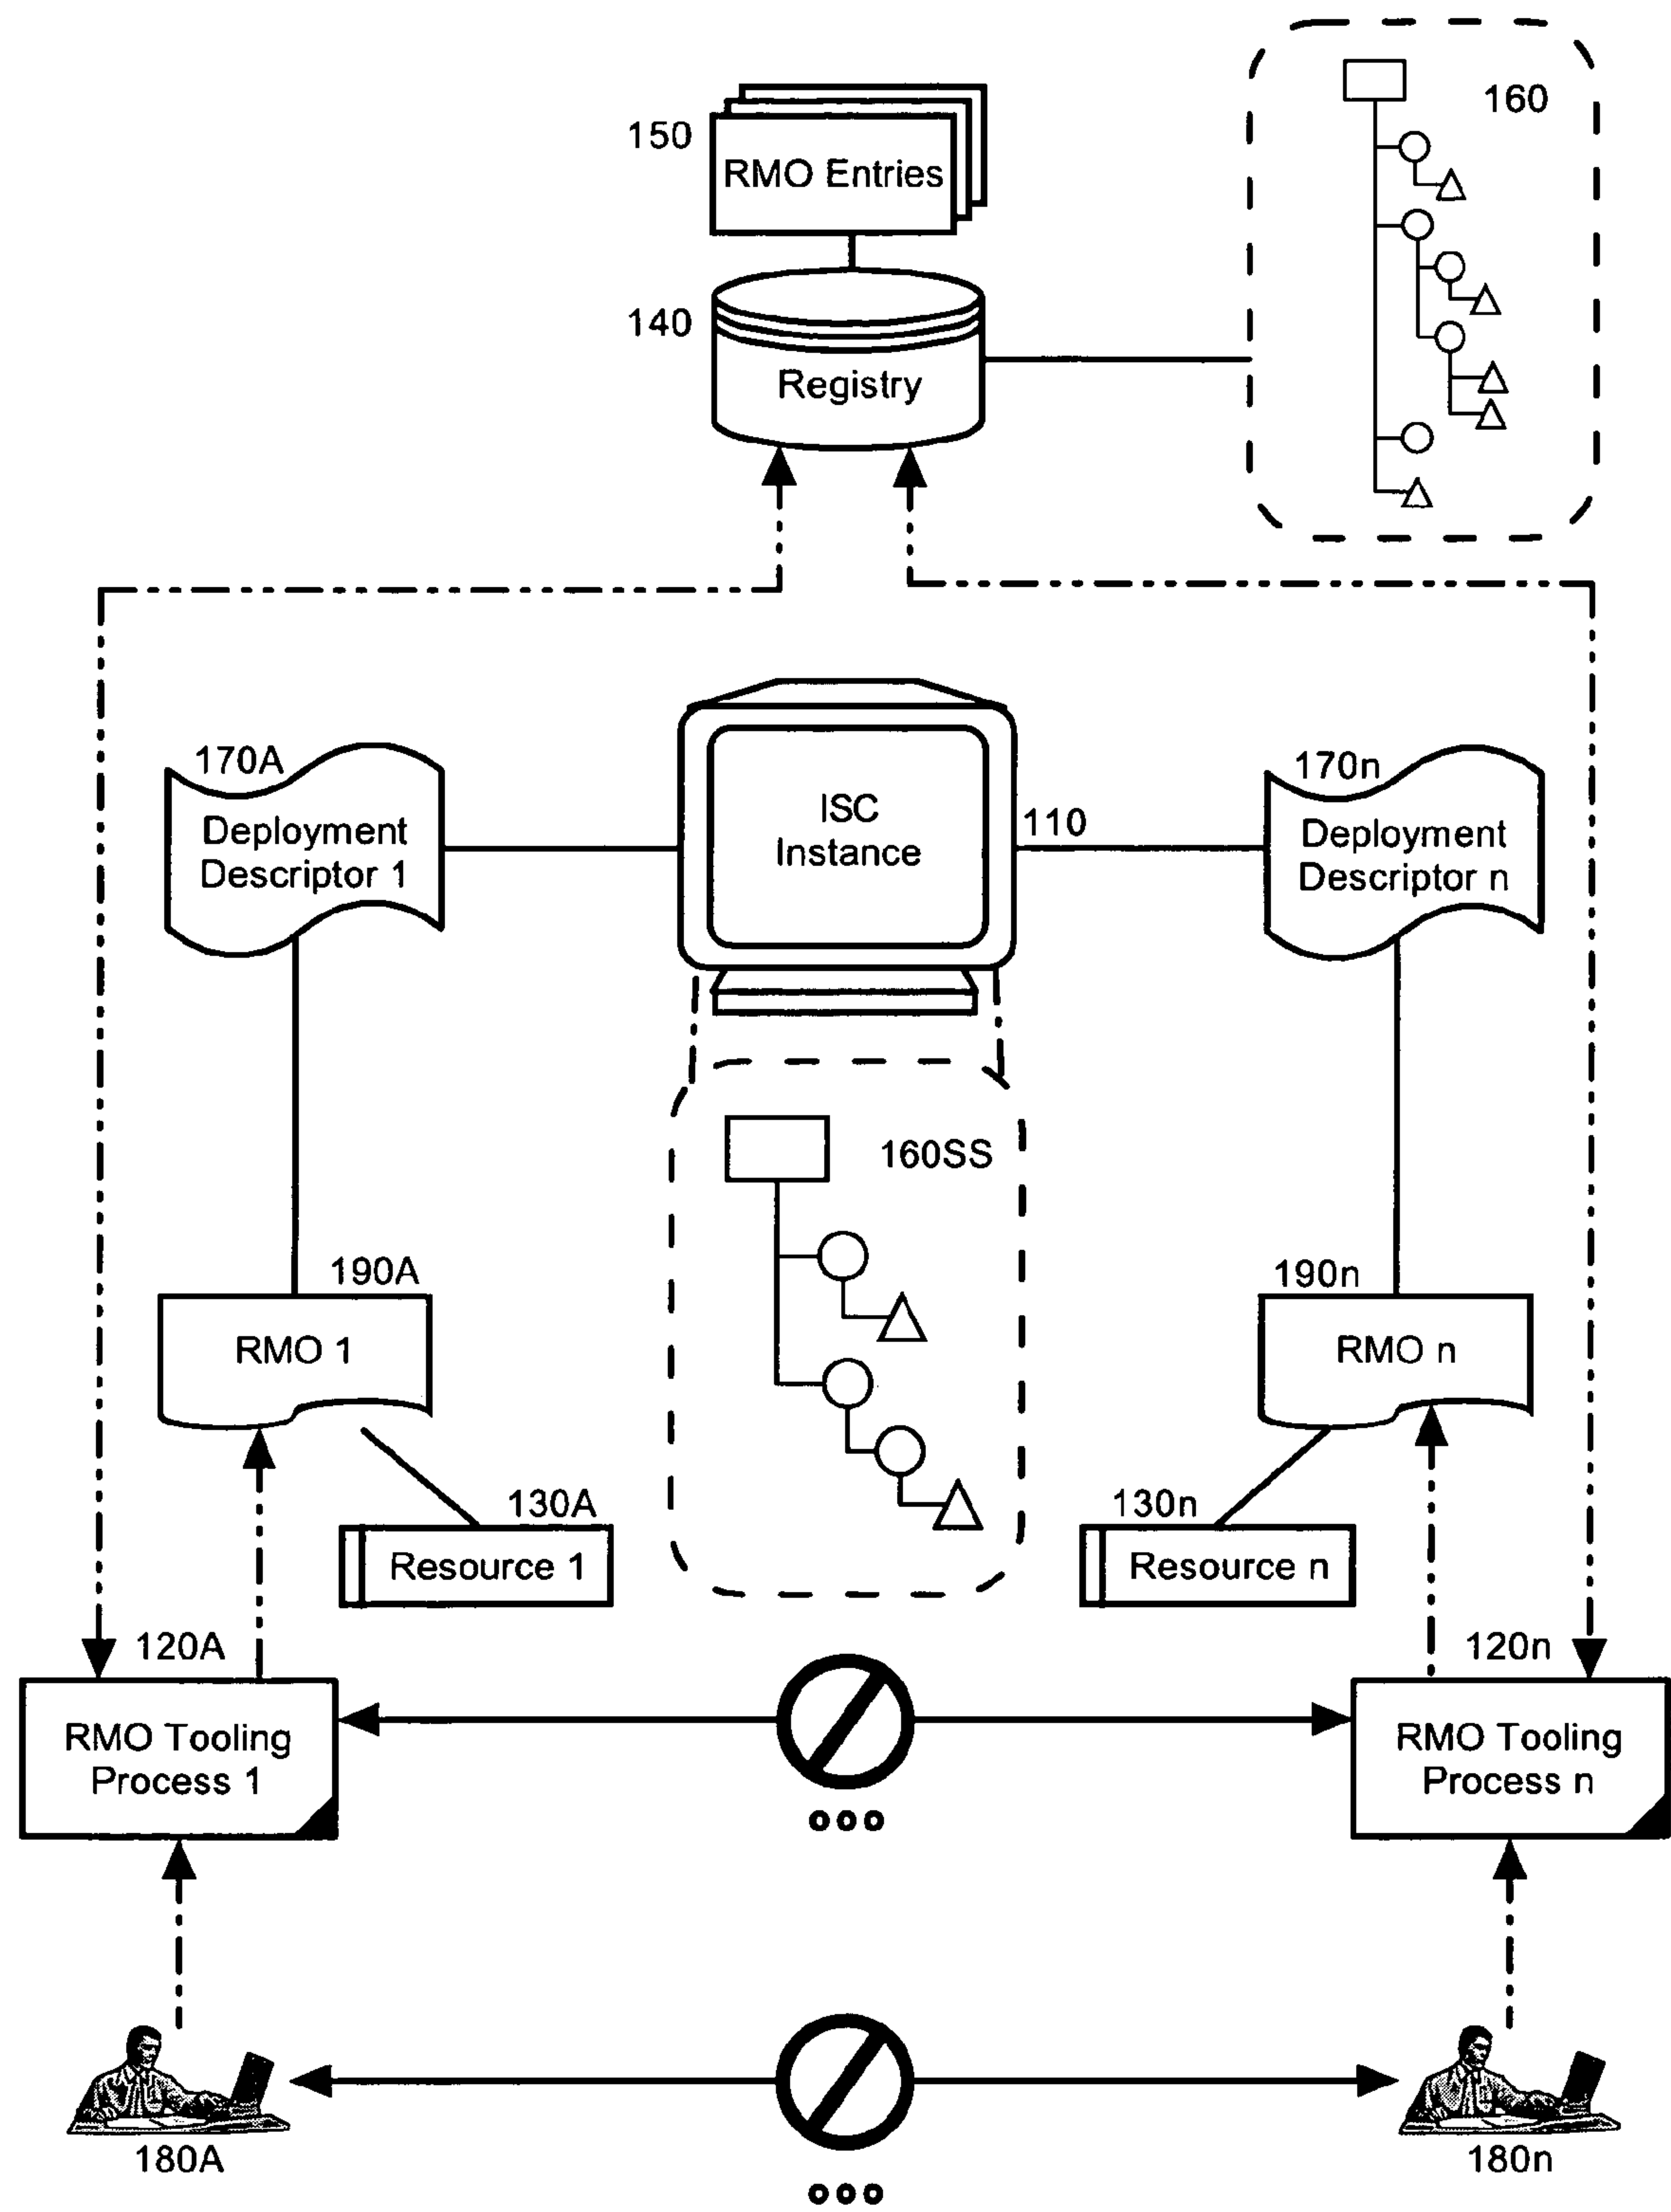 160
150
RMO Entries
140
Registry
170A
Deployment
Descriptor 1
ISC
Instance
110
170n
Deployment
Descriptor n
160SS
190A
RMO 1
190n
RMO n
130A
Resource 1
130n
Resource n
120A
RMO Tooling
Process 1
120n
RMO Tooling
Process n
180A
180n